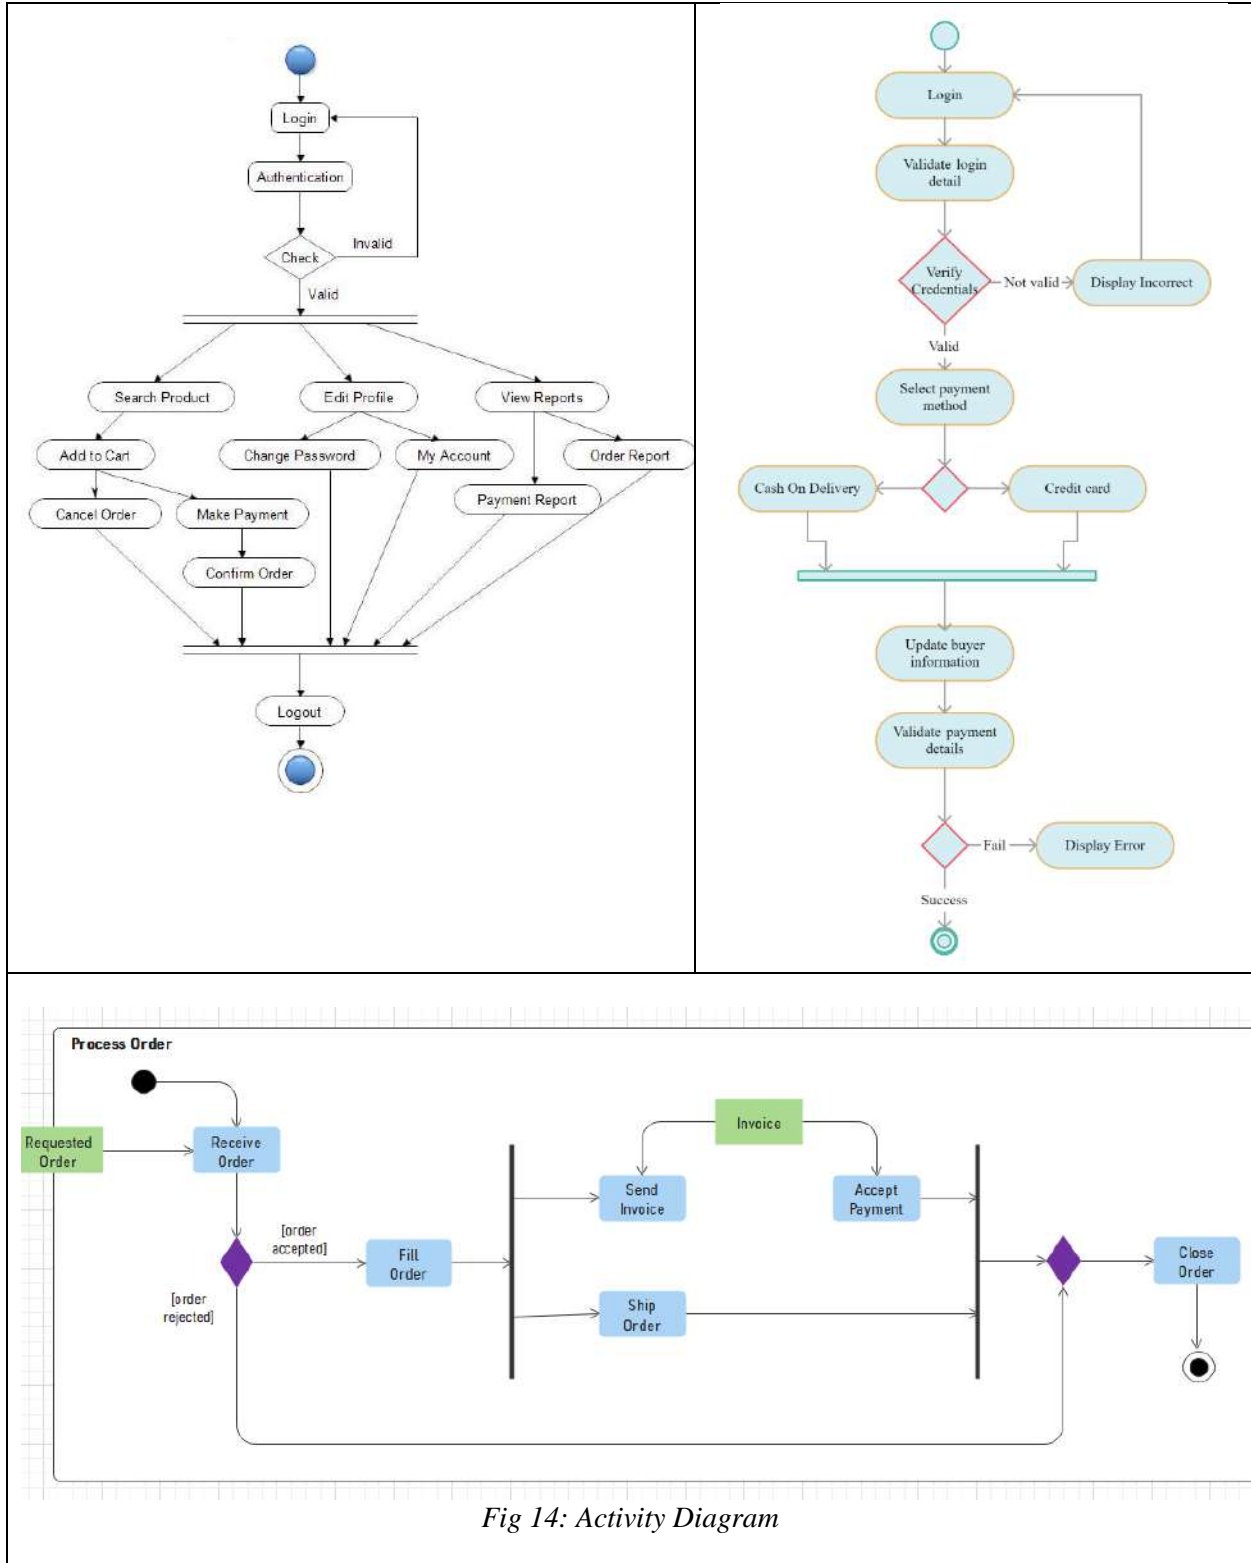 Login
Authentication
Check
Invalid
Valid
Search Product
Edit Profile
View Reports
Add to Cart
Change Password
My Account
Order Report
Cancel Order
Make Payment
Payment Report
Confirm Order
Logout
Login
Validate login
detail
Verify
Credentials
Not valid
Display Incorrect
Valid
Select payment
method
Cash On Delivery
Credit card
Update buyer
information
Validate payment
details
Fail
Display Error
Success
Process Order
Requested
Order
Receive
Order
[order
accepted]
[order
rejected]
Fill
Order
Invoice
Send
Invoice
Accept
Payment
Ship
Order
Close
Order
Fig 14: Activity Diagram